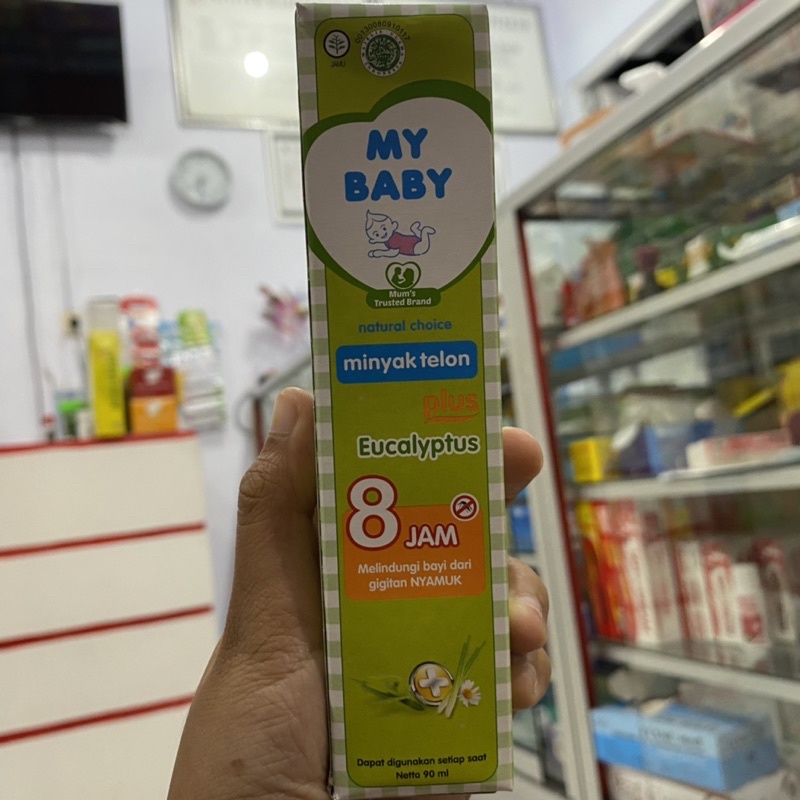 JAMU
MY
BABY
Mum's
Trusted Brand
natural choice
minyak telon
plus
Eucalyptus
8 JAM
Melindungi bayi dari
gigitan NYAMUK
Dapat digunakan setiap saat
Netto 90 ml